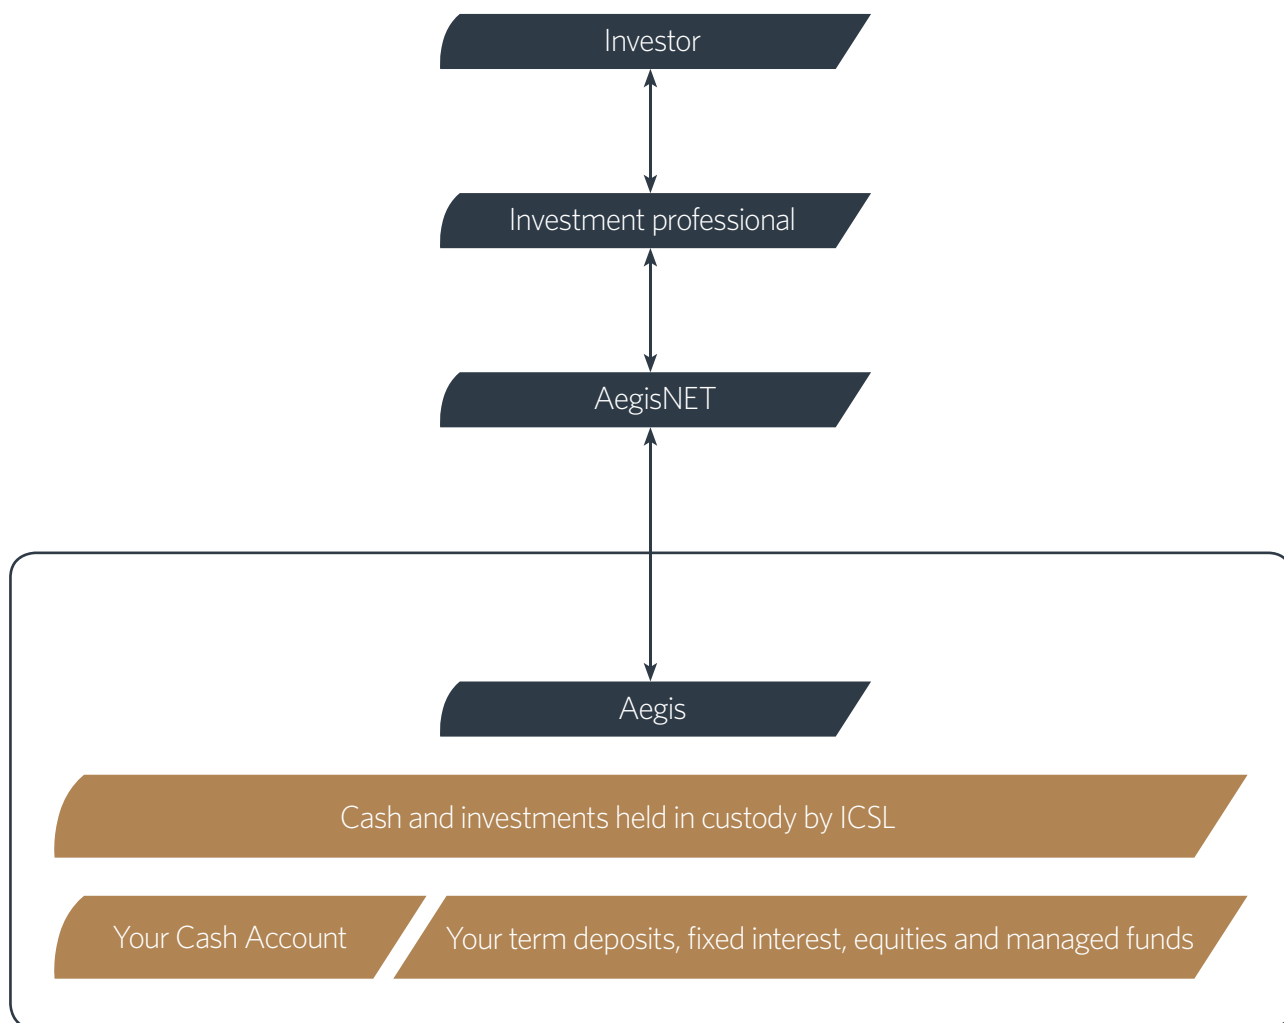 Investor
Investment professional
AegisNET
Aegis
Cash and investments held in custody by ICSL
Your Cash Account
Your term deposits, fixed interest, equities and managed funds